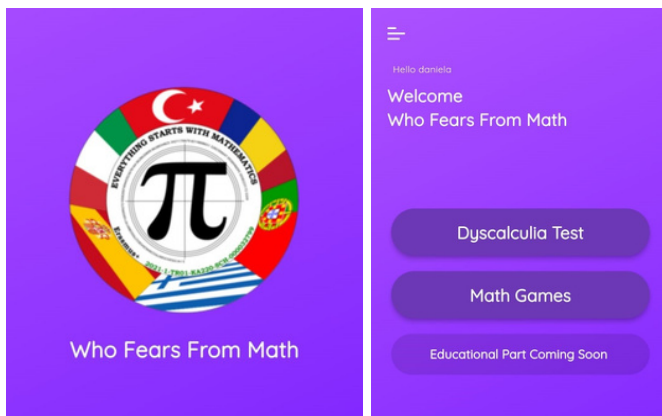 EVERYTHING STARTS WITH MATHEMATICS
π
Erasmus+
Who Fears From Math
Hello daniela
Welcome
Who Fears From Math
Dyscalculia Test
Math Games
Educational Part Coming Soon